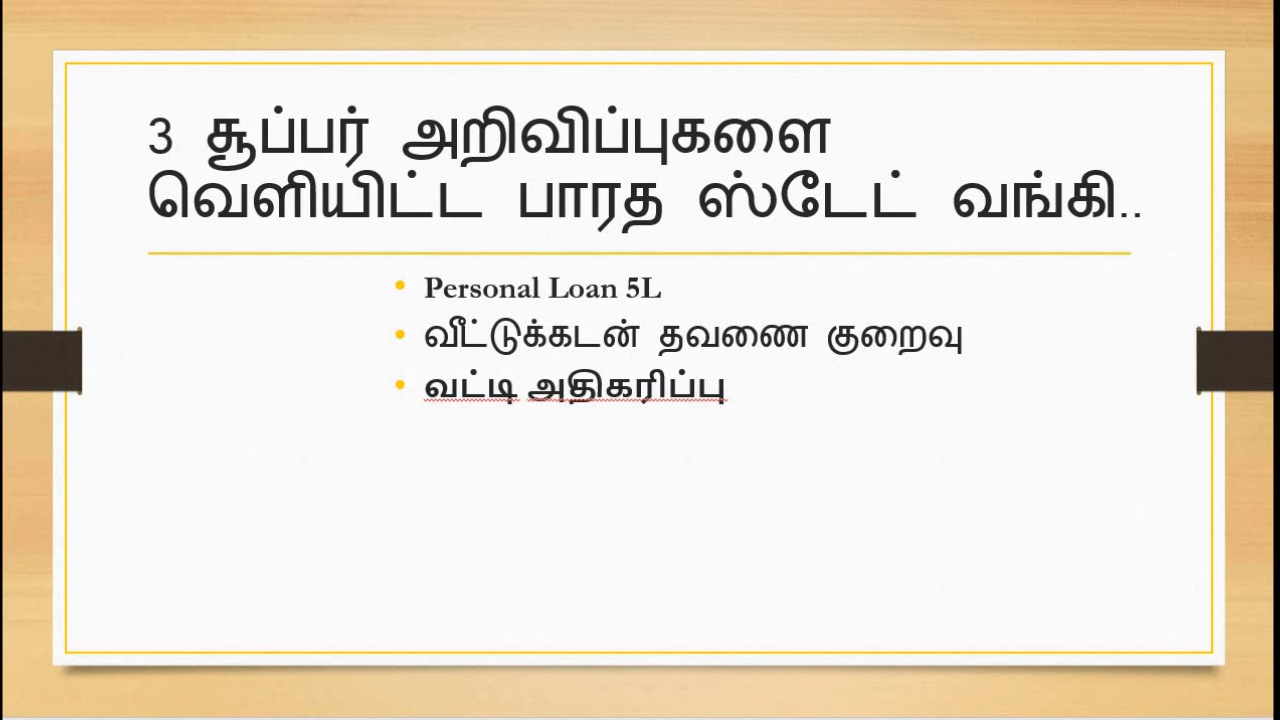 3 சூப்பர் அறிவிப்புகளை
வெளியிட்ட பாரத ஸ்டேட் வங்கி..
• Personal Loan 5L
• வீட்டுக்கடன் தவணை குறைவு
• வட்டி அதிகரிப்பு